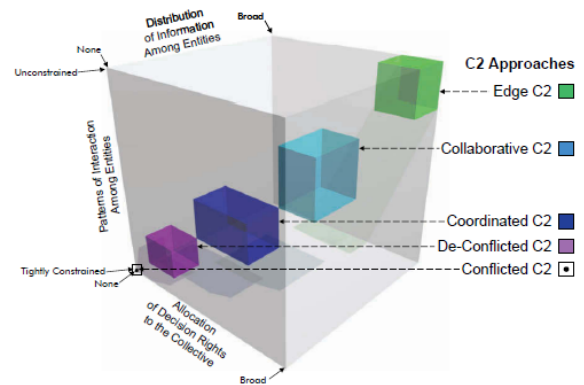 Distribution
of Information
Among Entities
Broad
None
Unconstrained
C2 Approaches
Edge C2
Collaborative C2
Coordinated C2
De-Conflicted C2
Conflicted C2
Patterns of Interaction
Among Entities
Tightly Constrained
None
Allocation
of Decision Rights
to the Collective
Broad